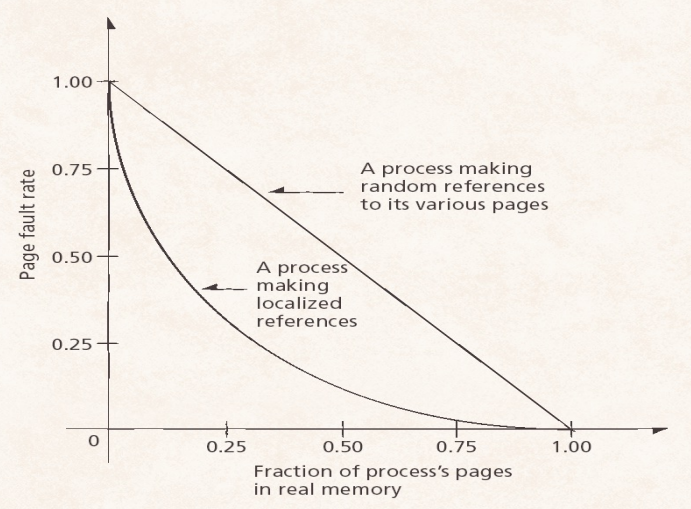 1.00
0.75
0.50
0.25
0
Page fault rate
A process making
random references
to its various pages
A process
making
localized
references
0.25
0.50
0.75
1.00
Fraction of process's pages
in real memory